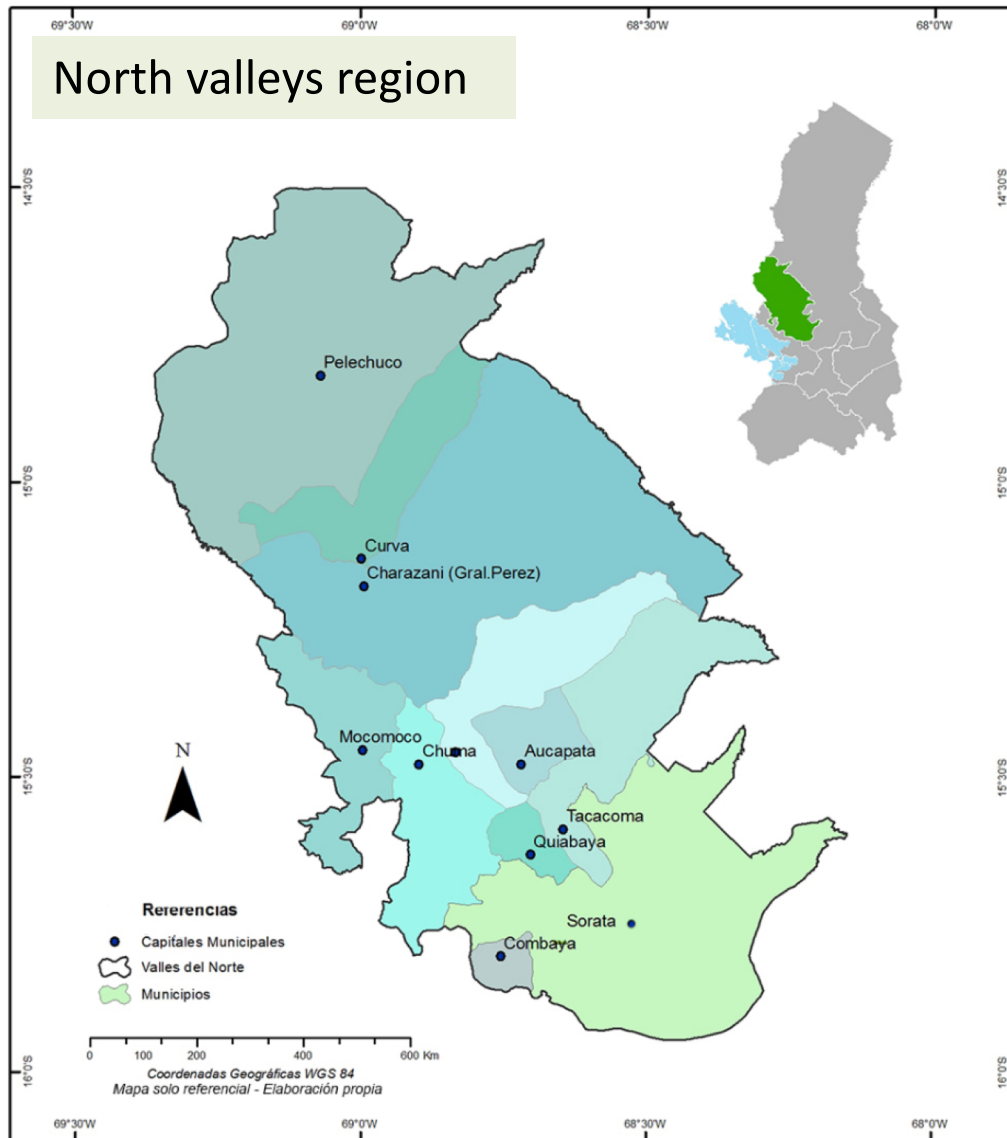 69°30'W 69°0'W 68°30'W 68°0'W
North valleys region
14°30'S 14°30'S
Pelechuco
15°0'S 15°0'S
Curva
Charazani (Gral.Perez)
Mocomoco
Chuma
Aucapata
N
15°30'S 15°30'S
Tacacoma
Quiabaya
Sorata
Combaya
Referencias
Capitales Municipales
Valles del Norte
Municipios
0 100 200 400 600 Km
Coordenadas Geográficas WGS 84
Mapa solo referencial - Elaboración propia
16°0'S 16°0'S
69°30'W 69°0'W 68°30'W 68°0'W